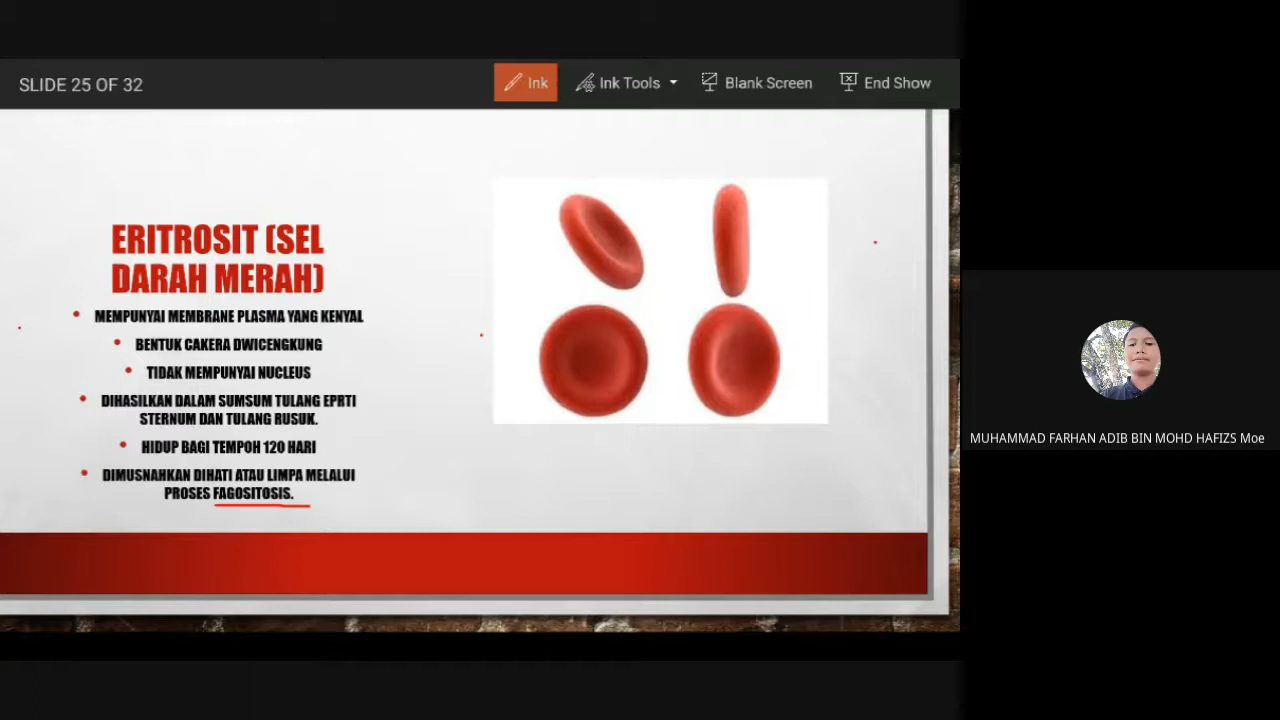 SLIDE 25 OF 32
Ink
Ink Tools
Blank Screen
End Show
ERITROSIT (SEL
DARAH MERAH)
• MEMPUNYAI MEMBRANE PLASMA YANG KENYAL
• BENTUK CAKERA DWICENGKUNG
• TIDAK MEMPUNYAI NUCLEUS
• DIHASILKAN DALAM SUMSUM TULANG EPRTI
STERNUM DAN TULANG RUSUK.
• HIDUP BAGI TEMPOH 120 HARI
• DIMUSNAHKAN DIHATI ATAU LIMPA MELALUI
PROSES FAGOSITOSIS.
MUHAMMAD FARHAN ADIB BIN MOHD HAFIZS Moe